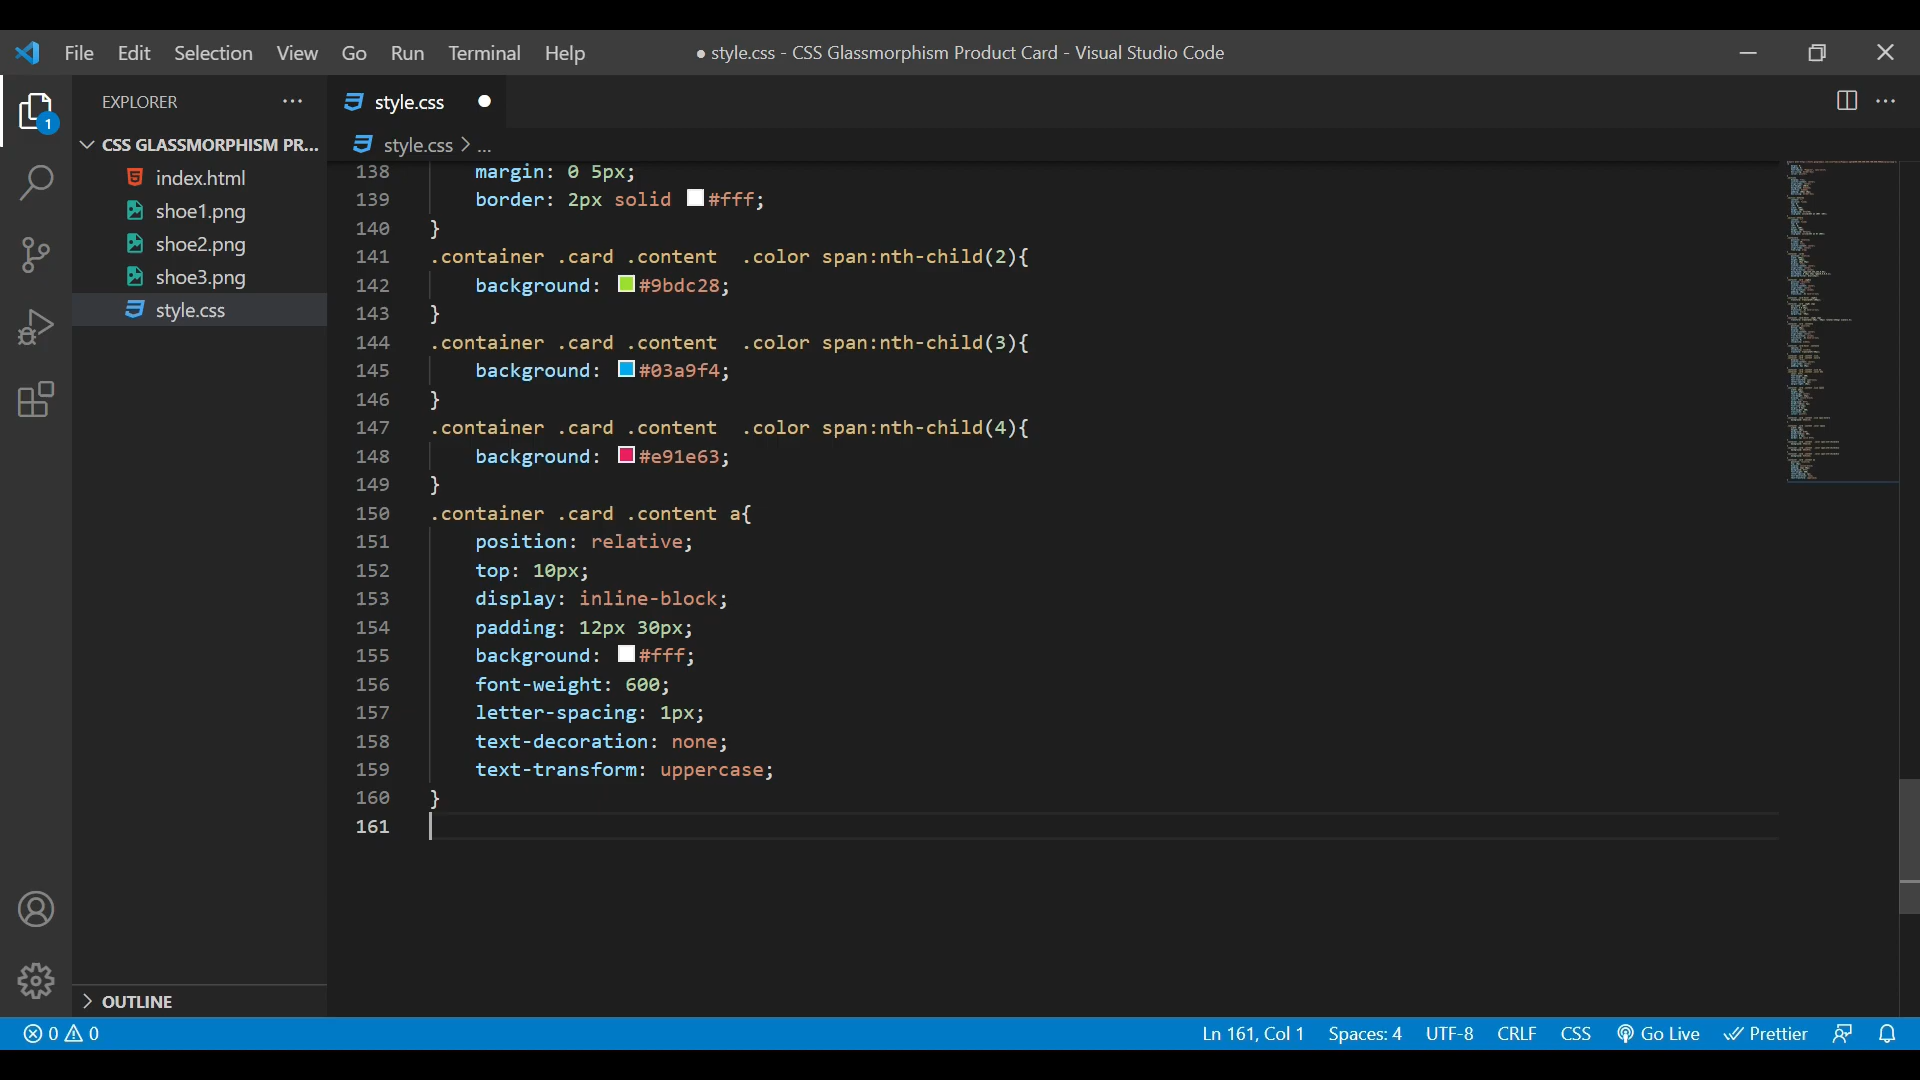 File Edit Selection View Go Run Terminal Help
● style.css - CSS Glassmorphism Product Card - Visual Studio Code
1
EXPLORER
CSS GLASSMORPHISM PR...
index.html
shoe1.png
shoe2.png
shoe3.png
style.css
OUTLINE
style.css
style.css > ...
138 margin: 0 5px;
139 border: 2px solid #fff;
140 }
141 .container .card .content  .color span:nth-child(2){
142 background: #9bdc28;
143 }
144 .container .card .content  .color span:nth-child(3){
145 background: #03a9f4;
146 }
147 .container .card .content  .color span:nth-child(4){
148 background: #e91e63;
149 }
150 .container .card .content a{
151 position: relative;
152 top: 10px;
153 display: inline-block;
154 padding: 12px 30px;
155 background: #fff;
156 font-weight: 600;
157 letter-spacing: 1px;
158 text-decoration: none;
159 text-transform: uppercase;
160 }
161
0 0 Ln 161, Col 1 Spaces: 4 UTF-8 CRLF CSS Go Live Prettier